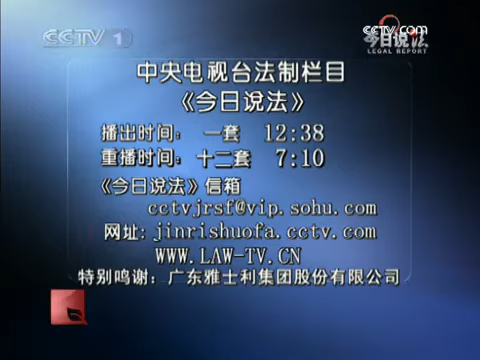 CCTV 1
cctv.com
今日说法
LEGAL REPORT
中央电视台法制栏目
《今日说法》
播出时间： 一套 12:38
重播时间：十二套 7:10
《今日说法》信箱
cctvjrsf@vip.sohu.com
网址:jinrishuofa.cctv.com
WWW.LAW-TV.CN
特别鸣谢：广东雅士利集团股份有限公司